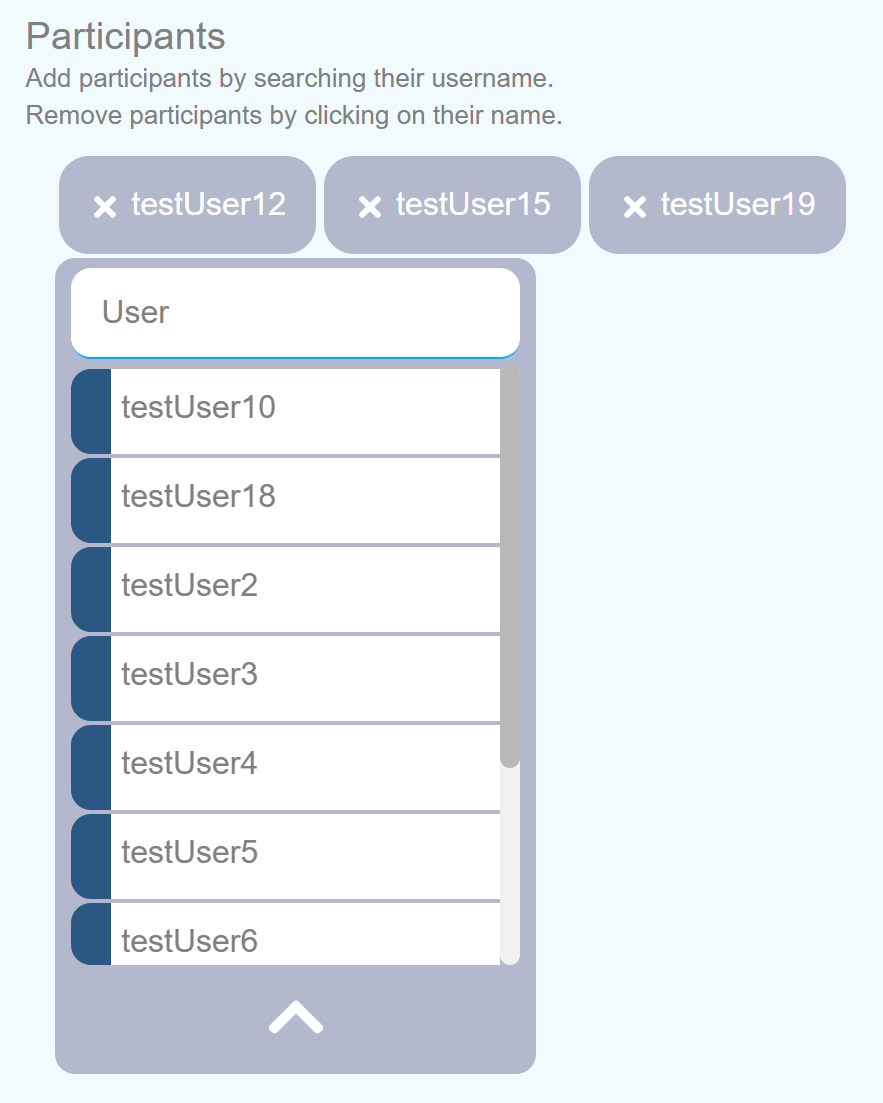 Participants
Add participants by searching their username.
Remove participants by clicking on their name.
testUser12 testUser15 testUser19
User
testUser10
testUser18
testUser2
testUser3
testUser4
testUser5
testUser6